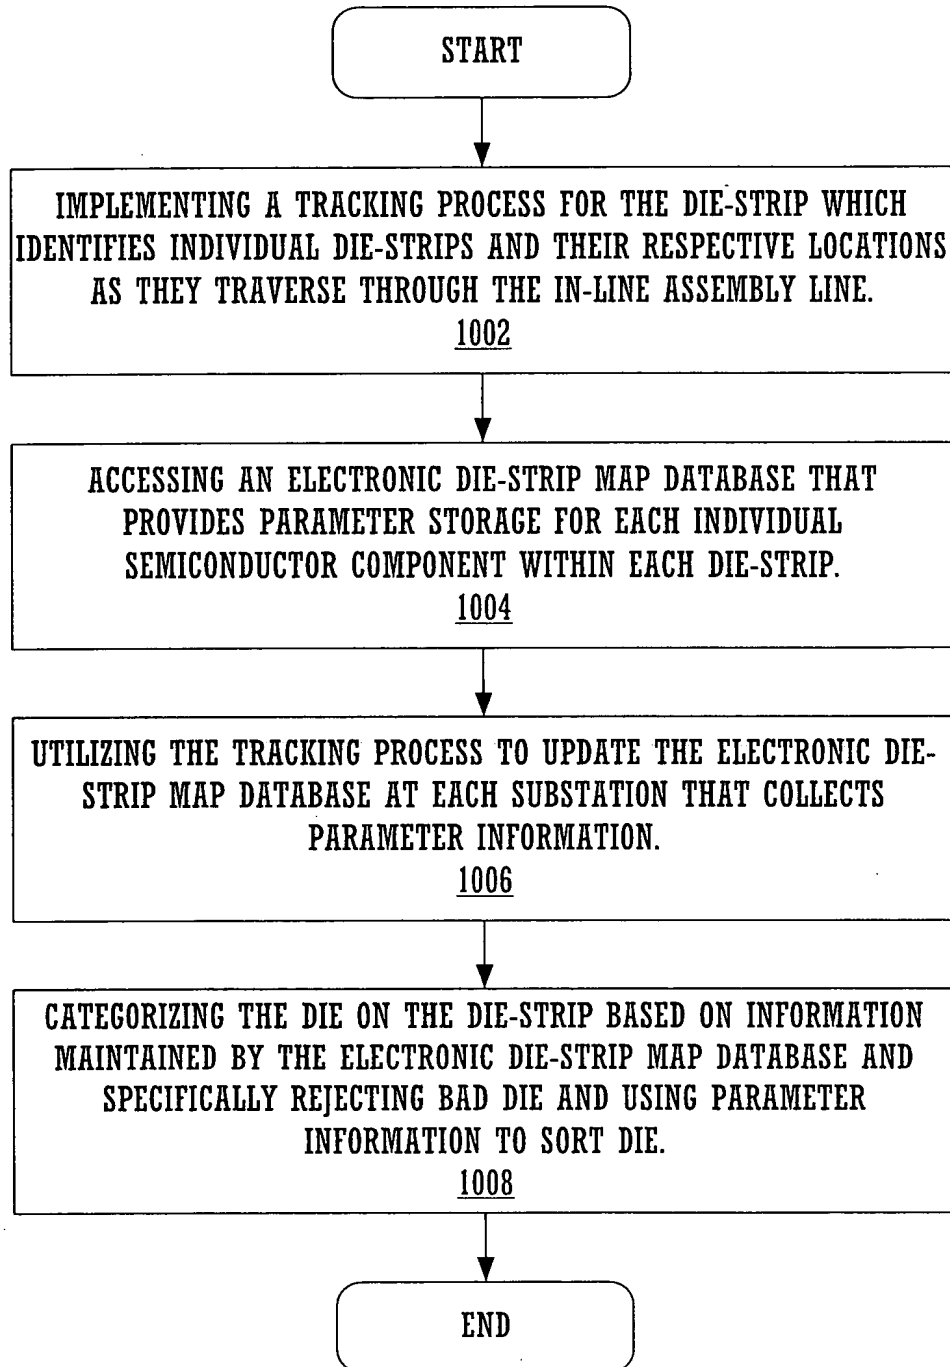 START
IMPLEMENTING A TRACKING PROCESS FOR THE DIE-STRIP WHICH
IDENTIFIES INDIVIDUAL DIE-STRIPS AND THEIR RESPECTIVE LOCATIONS
AS THEY TRAVERSE THROUGH THE IN-LINE ASSEMBLY LINE.
1002
ACCESSING AN ELECTRONIC DIE-STRIP MAP DATABASE THAT
PROVIDES PARAMETER STORAGE FOR EACH INDIVIDUAL
SEMICONDUCTOR COMPONENT WITHIN EACH DIE-STRIP.
1004
UTILIZING THE TRACKING PROCESS TO UPDATE THE ELECTRONIC DIE-
STRIP MAP DATABASE AT EACH SUBSTATION THAT COLLECTS
PARAMETER INFORMATION.
1006
CATEGORIZING THE DIE ON THE DIE-STRIP BASED ON INFORMATION
MAINTAINED BY THE ELECTRONIC DIE-STRIP MAP DATABASE AND
SPECIFICALLY REJECTING BAD DIE AND USING PARAMETER
INFORMATION TO SORT DIE.
1008
END